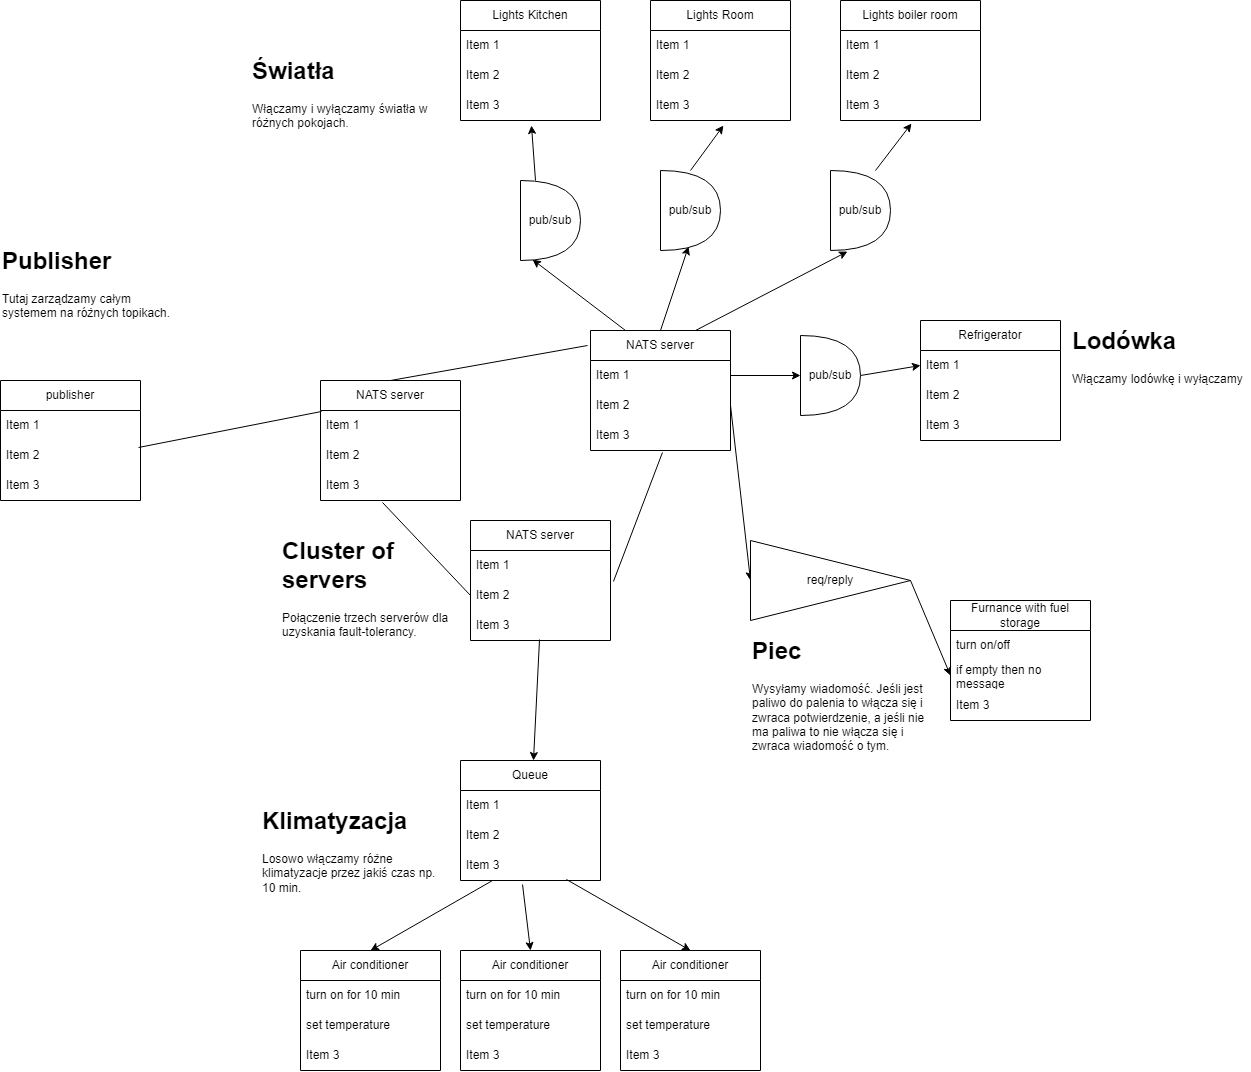 Lights Kitchen
Item 1
Item 2
Item 3
Lights Room
Item 1
Item 2
Item 3
Lights boiler room
Item 1
Item 2
Item 3
Światła
Włączamy i wyłączamy światła w
różnych pokojach.
pub/sub
pub/sub
pub/sub
Publisher
Tutaj zarządzamy całym
systemem na różnych topikach.
publisher
Item 1
Item 2
Item 3
NATS server
Item 1
Item 2
Item 3
NATS server
Item 1
Item 2
Item 3
pub/sub
Refrigerator
Item 1
Item 2
Item 3
Lodówka
Włączamy lodówkę i wyłączamy
Cluster of
servers
Połączenie trzech serverów dla
uzyskania fault-tolerancy.
NATS server
Item 1
Item 2
Item 3
req/reply
Piec
Wysyłamy wiadomość. Jeśli jest
paliwo do palenia to włącza się i
zwraca potwierdzenie, a jeśli nie
ma paliwa to nie włącza się i
zwraca wiadomość o tym.
Furnance with fuel
storage
turn on/off
if empty then no
message
Item 3
Klimatyzacja
Losowo włączamy różne
klimatyzacje przez jakiś czas np.
10 min.
Queue
Item 1
Item 2
Item 3
Air conditioner
turn on for 10 min
set temperature
Item 3
Air conditioner
turn on for 10 min
set temperature
Item 3
Air conditioner
turn on for 10 min
set temperature
Item 3